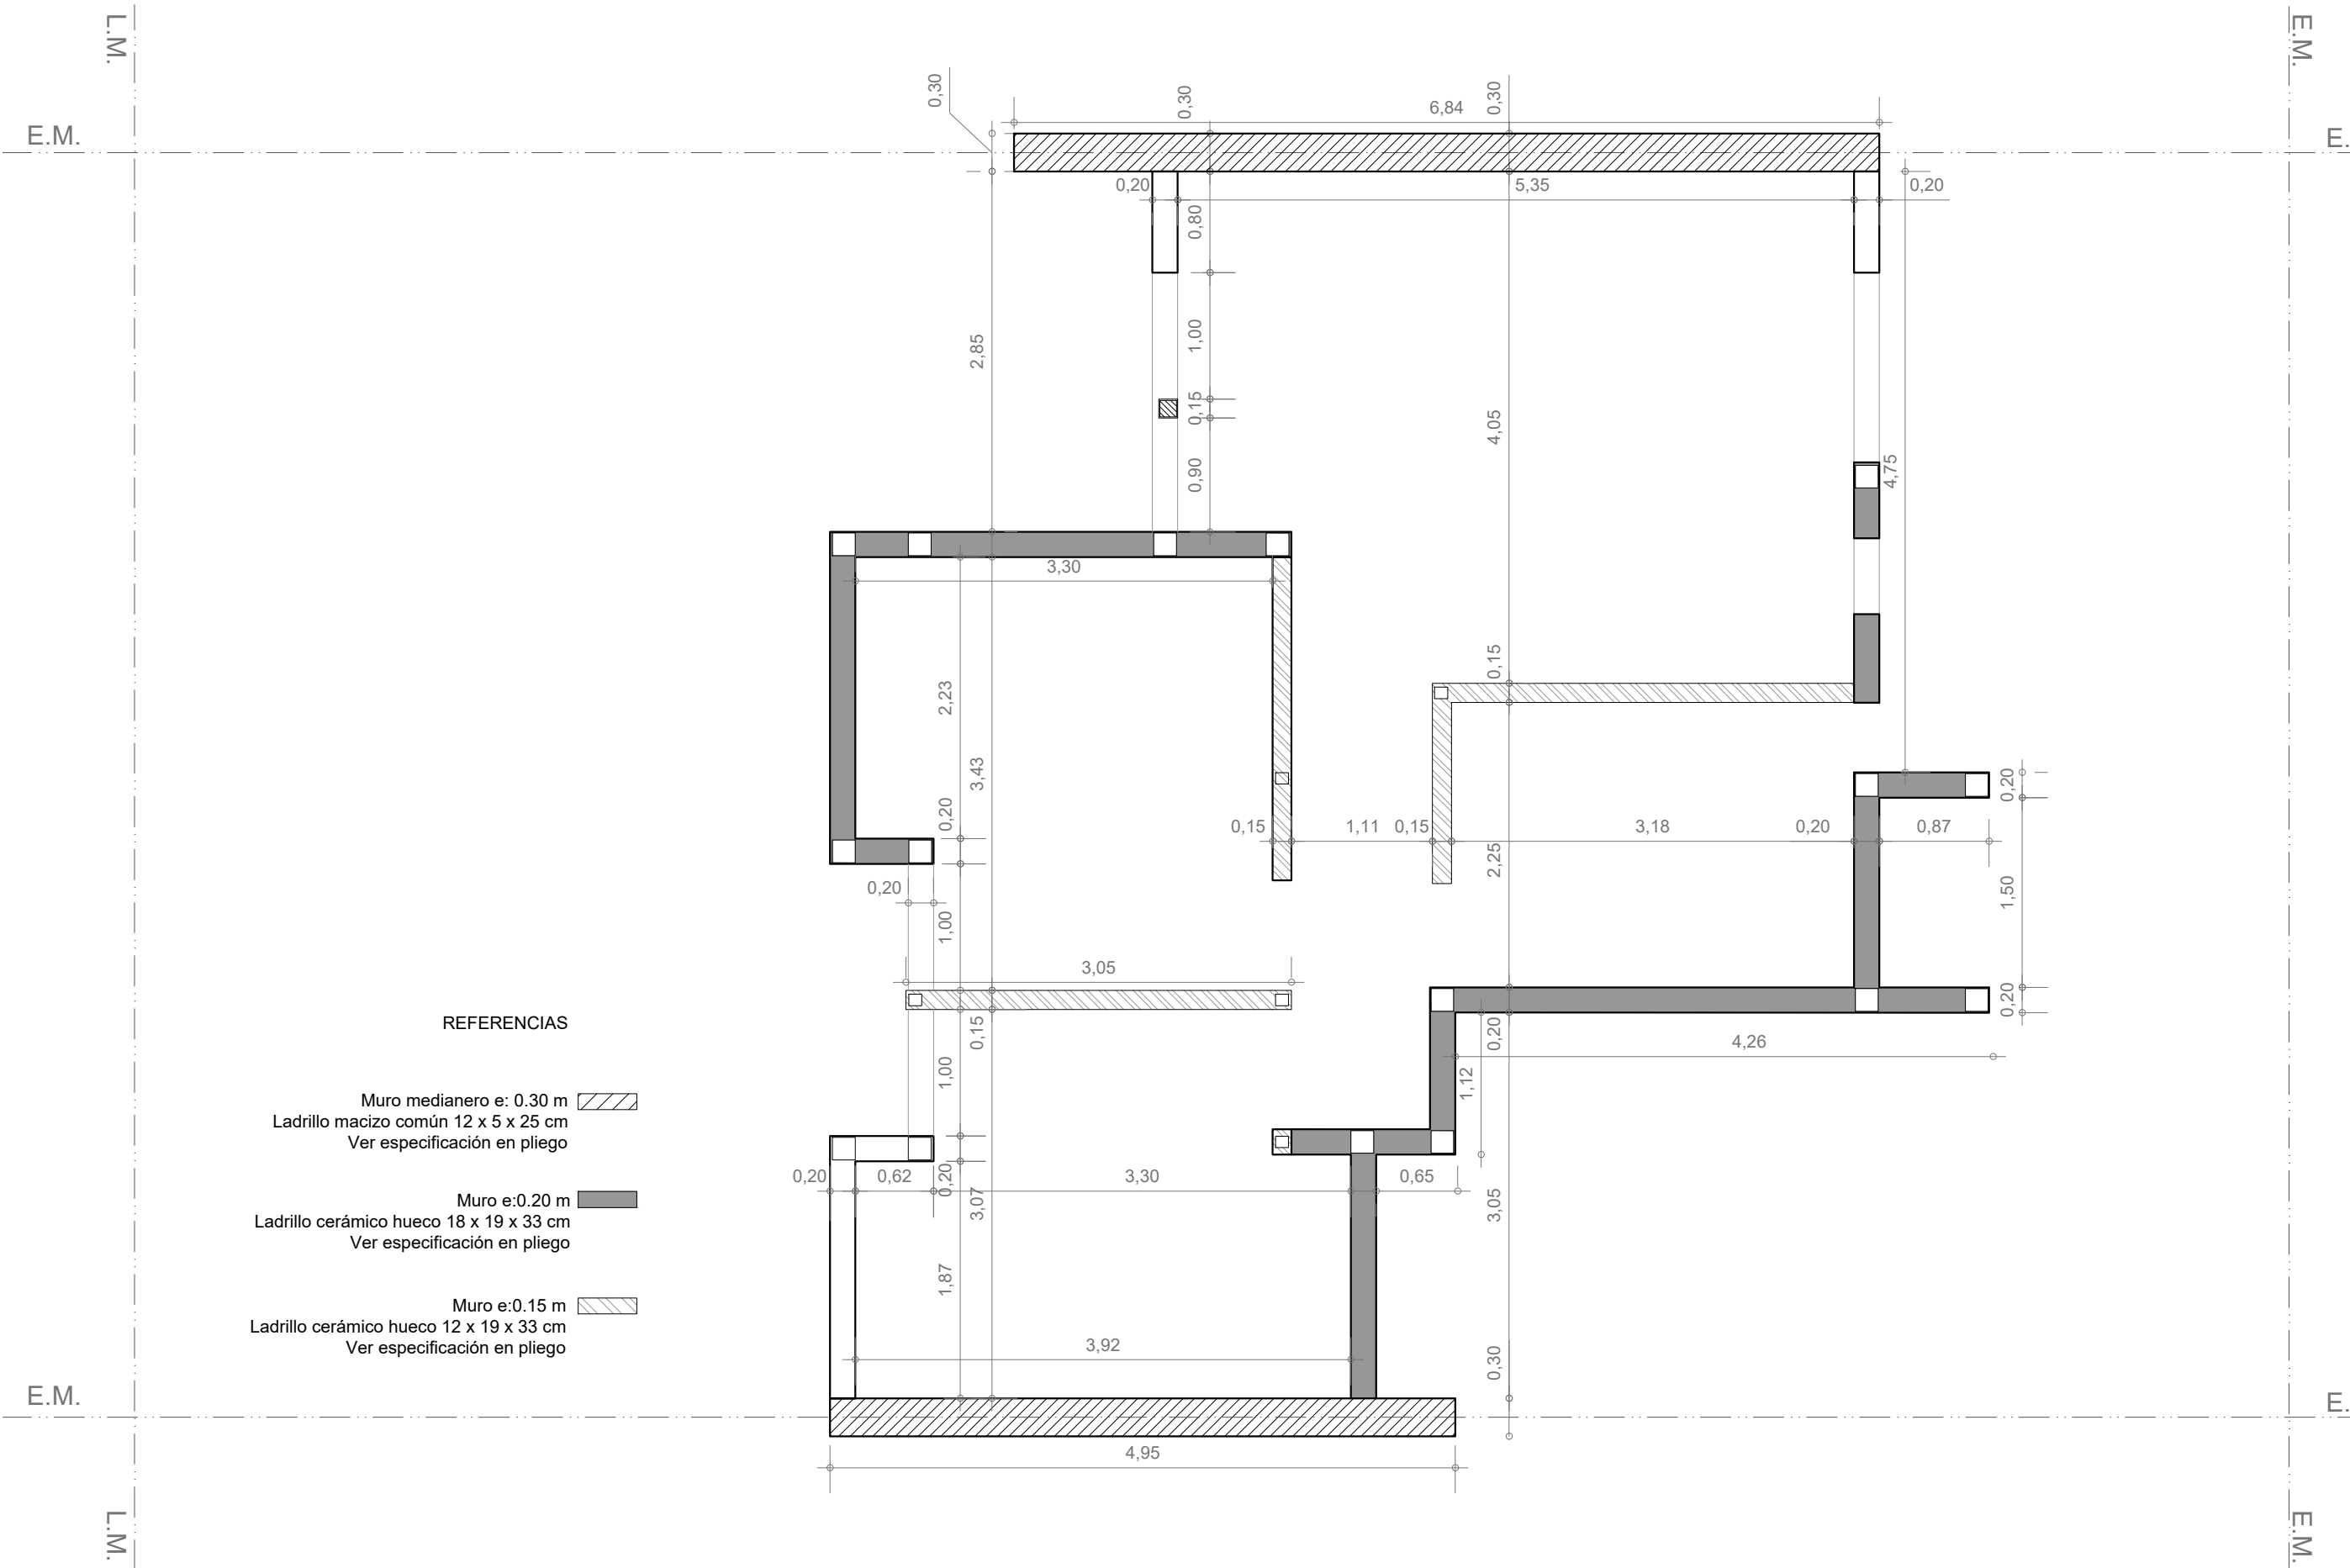 L.M.
E.M.
E.M.
E.
0,30
0,30
6,84
0,30
0,20
5,35
0,20
0,80
2,85
1,00
0,15
4,05
4,75
0,90
3,30
2,23
0,15
3,43
0,20
0,20
0,15
1,11
0,15
3,18
0,20
0,87
2,25
0,20
1,00
1,50
3,05
0,20
REFERENCIAS
0,15
0,20
4,26
1,00
1,12
Muro medianero e: 0.30 m
Ladrillo macizo común 12 x 5 x 25 cm
Ver especificación en pliego
0,20
0,62
0,20
3,30
0,65
3,07
3,05
Muro e:0.20 m
Ladrillo cerámico hueco 18 x 19 x 33 cm
Ver especificación en pliego
1,87
Muro e:0.15 m
Ladrillo cerámico hueco 12 x 19 x 33 cm
Ver especificación en pliego
3,92
0,30
E.M.
E.
4,95
L.M.
E.M.